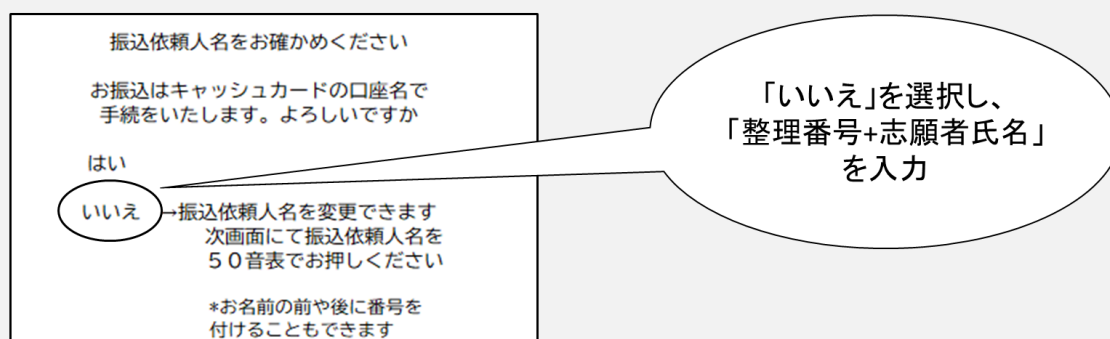 振込依頼人名をお確かめください
お振込はキャッシュカードの口座名で
手続をいたします。よろしいですか
はい
いいえ→振込依頼人名を変更できます
次画面にて振込依頼人名を
５０音表でお押しください
*お名前の前や後に番号を
付けることもできます
「いいえ」を選択し、
「整理番号+志願者氏名」
を入力